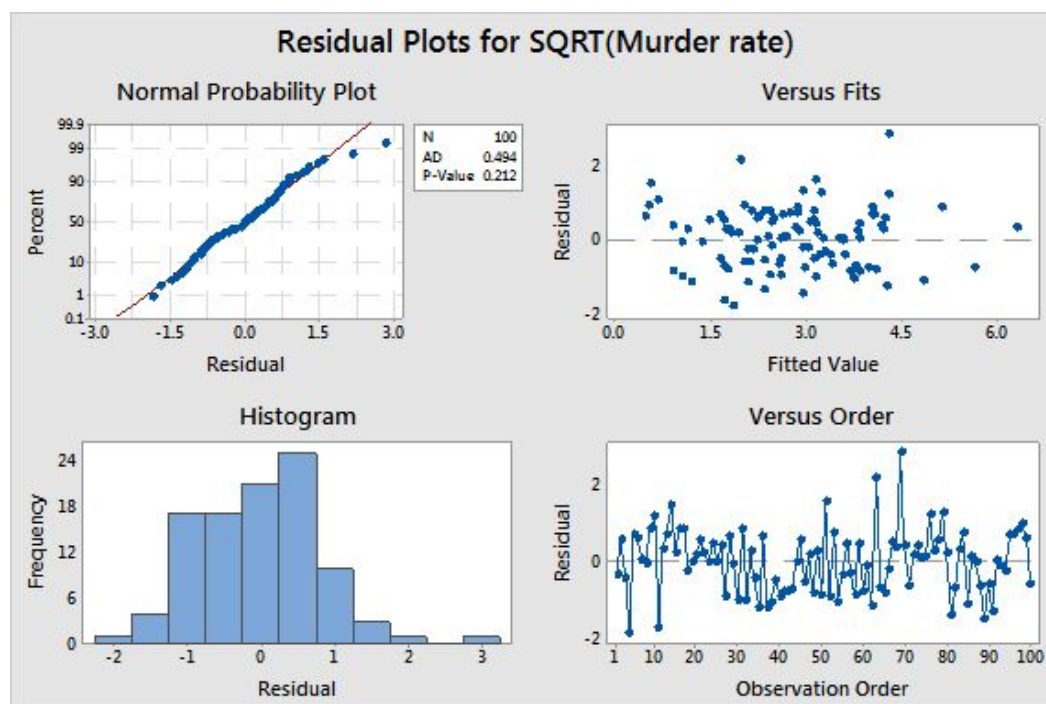 Residual Plots for SQRT(Murder rate)
Normal Probability Plot
99.9
99
90
50
10
1
0.1
Percent
-3.0 -1.5 0.0 1.5 3.0
Residual
N 100
AD 0.494
P-Value 0.212
Versus Fits
2
0
-2
Residual
0.0 1.5 3.0 4.5 6.0
Fitted Value
Histogram
24
18
12
6
0
Frequency
-2 -1 0 1 2 3
Residual
Versus Order
2
0
-2
Residual
1 10 20 30 40 50 60 70 80 90 100
Observation Order